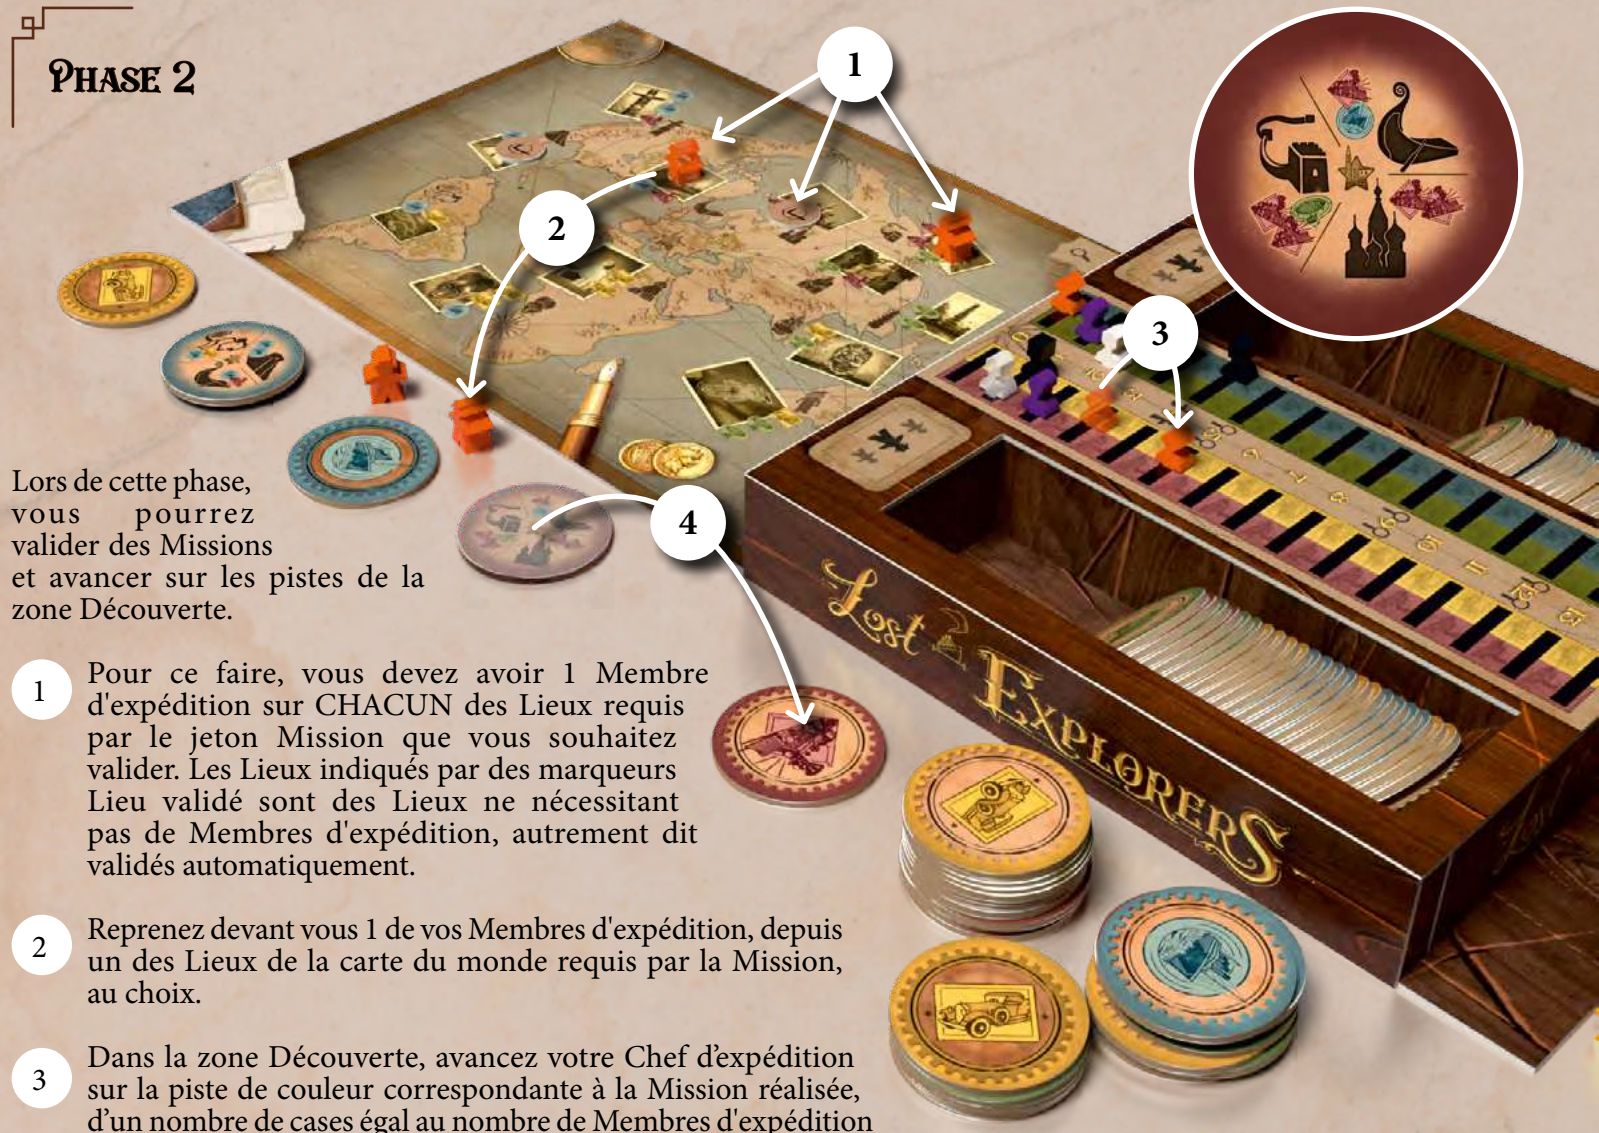 PHASE 2
1
2
3
4
Lost
EXPLORERS
Lors de cette phase,
vous pourrez
valider des Missions
et avancer sur les pistes de la
zone Découverte.
1 Pour ce faire, vous devez avoir 1 Membre
d'expédition sur CHACUN des Lieux requis
par le jeton Mission que vous souhaitez
valider. Les Lieux indiqués par des marqueurs
Lieu validé sont des Lieux ne nécessitant
pas de Membres d'expédition, autrement dit
validés automatiquement.
2 Reprenez devant vous 1 de vos Membres d'expédition, depuis
un des Lieux de la carte du monde requis par la Mission,
au choix.
3 Dans la zone Découverte, avancez votre Chef d’expédition
sur la piste de couleur correspondante à la Mission réalisée,
d’un nombre de cases égal au nombre de Membres d'expédition